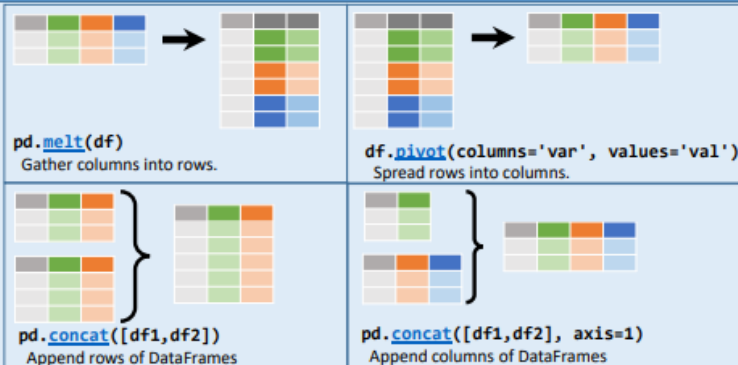 pd.melt(df)
Gather columns into rows.
df.pivot(columns='var', values='val')
Spread rows into columns.
pd.concat([df1,df2])
Append rows of DataFrames
pd.concat([df1,df2], axis=1)
Append columns of DataFrames